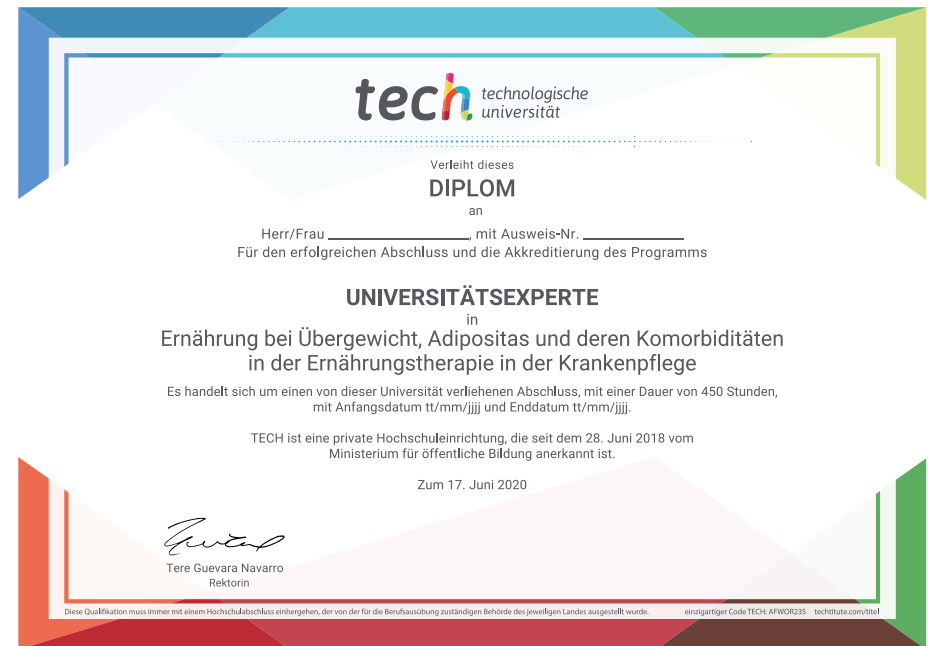 tech technologische
universität
Verleiht dieses
DIPLOM
an
Herr/Frau ____________________, mit Ausweis-Nr. ______________
Für den erfolgreichen Abschluss und die Akkreditierung des Programms
UNIVERSITÄTSEXPERTE
in
Ernährung bei Übergewicht, Adipositas und deren Komorbiditäten
in der Ernährungstherapie in der Krankenpflege
Es handelt sich um einen von dieser Universität verliehenen Abschluss, mit einer Dauer von 450 Stunden,
mit Anfangsdatum tt/mm/jjjj und Enddatum tt/mm/jjjj.
TECH ist eine private Hochschuleinrichtung, die seit dem 28. Juni 2018 vom
Ministerium für öffentliche Bildung anerkannt ist.
Zum 17. Juni 2020
Tere Guevara Navarro
Rektorin
Diese Qualifikation muss immer mit einem Hochschulabschluss einhergehen, der von der für die Berufsausübung zuständigen Behörde des jeweiligen Landes ausgestellt wurde. einzigartiger Code TECH: AFWOR23S techtitute.com/titel